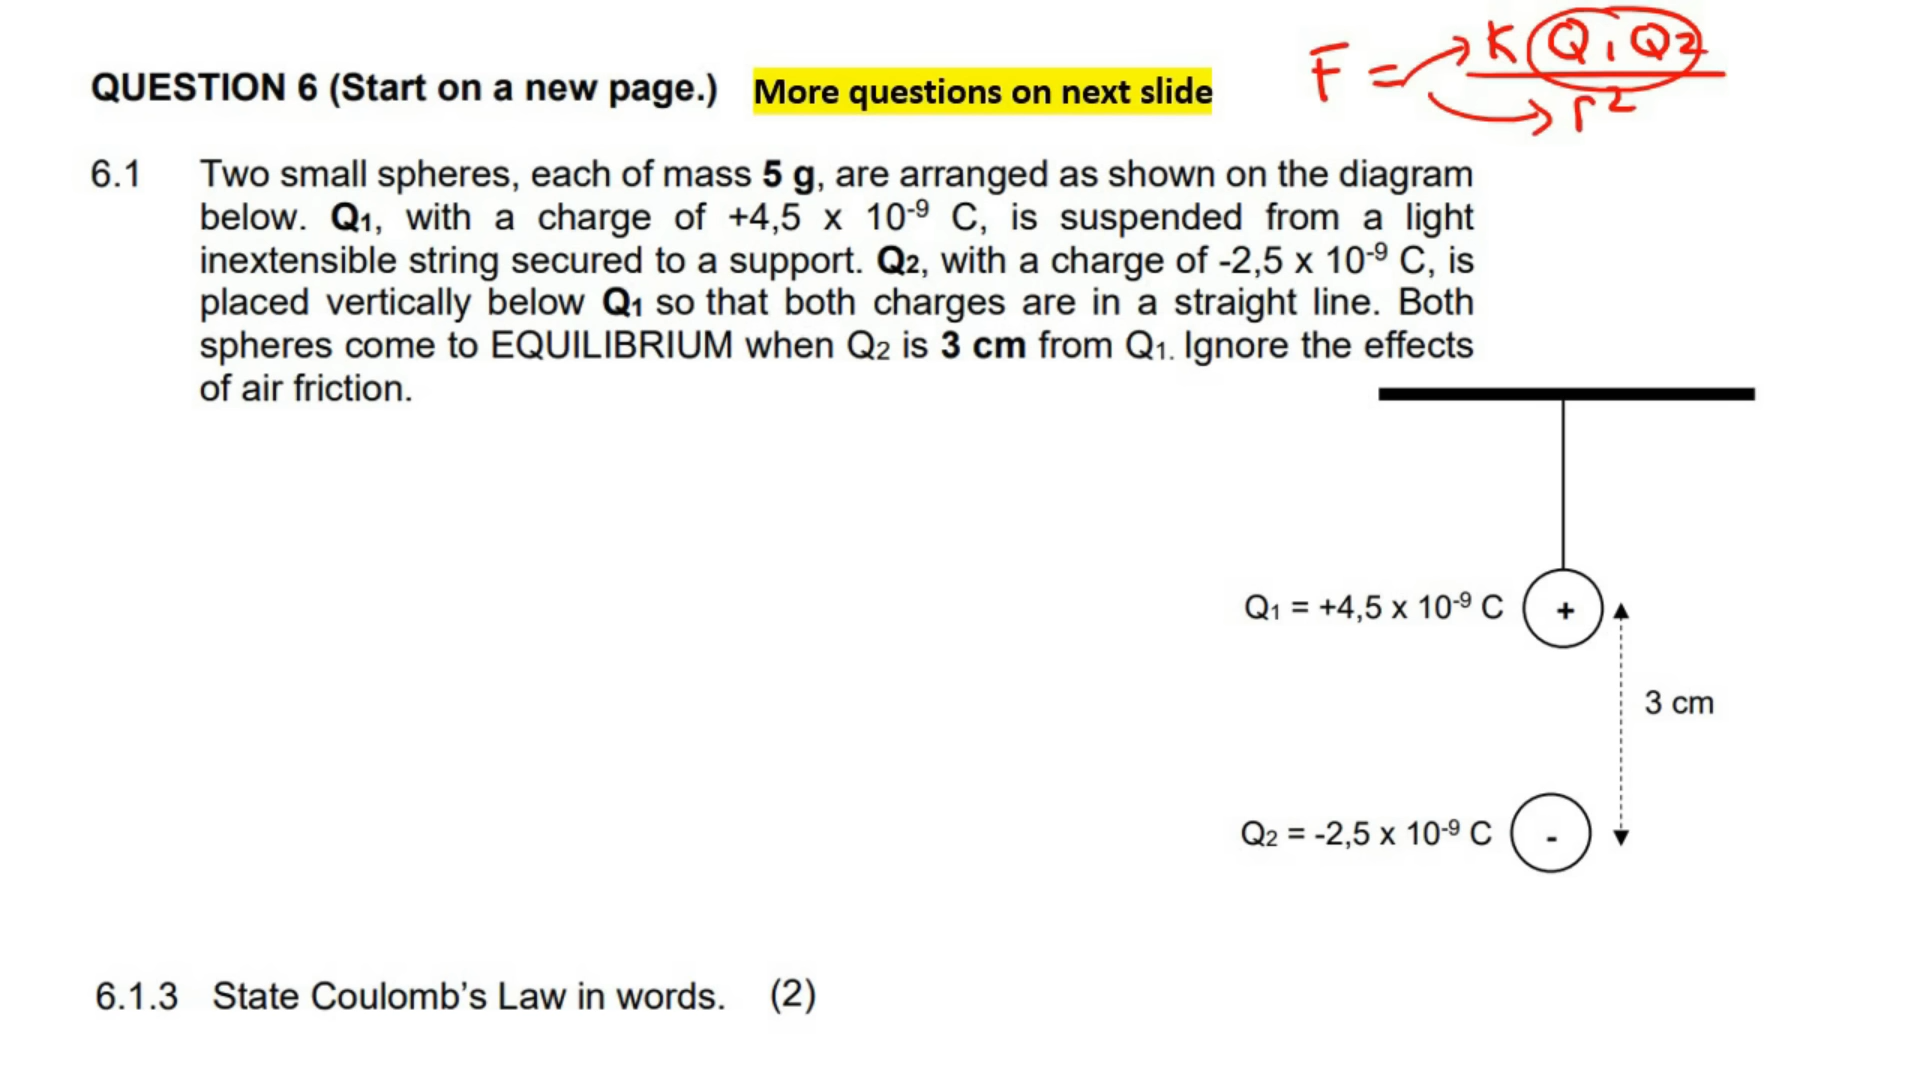 F = K Q1 Q2
r²
QUESTION 6 (Start on a new page.) More questions on next slide
6.1 Two small spheres, each of mass 5 g, are arranged as shown on the diagram
below. Q1, with a charge of +4,5 x 10⁻⁹ C, is suspended from a light
inextensible string secured to a support. Q2, with a charge of -2,5 x 10⁻⁹ C, is
placed vertically below Q1 so that both charges are in a straight line. Both
spheres come to EQUILIBRIUM when Q2 is 3 cm from Q1. Ignore the effects
of air friction.
Q1 = +4,5 x 10⁻⁹ C +
3 cm
Q2 = -2,5 x 10⁻⁹ C -
6.1.3 State Coulomb's Law in words. (2)